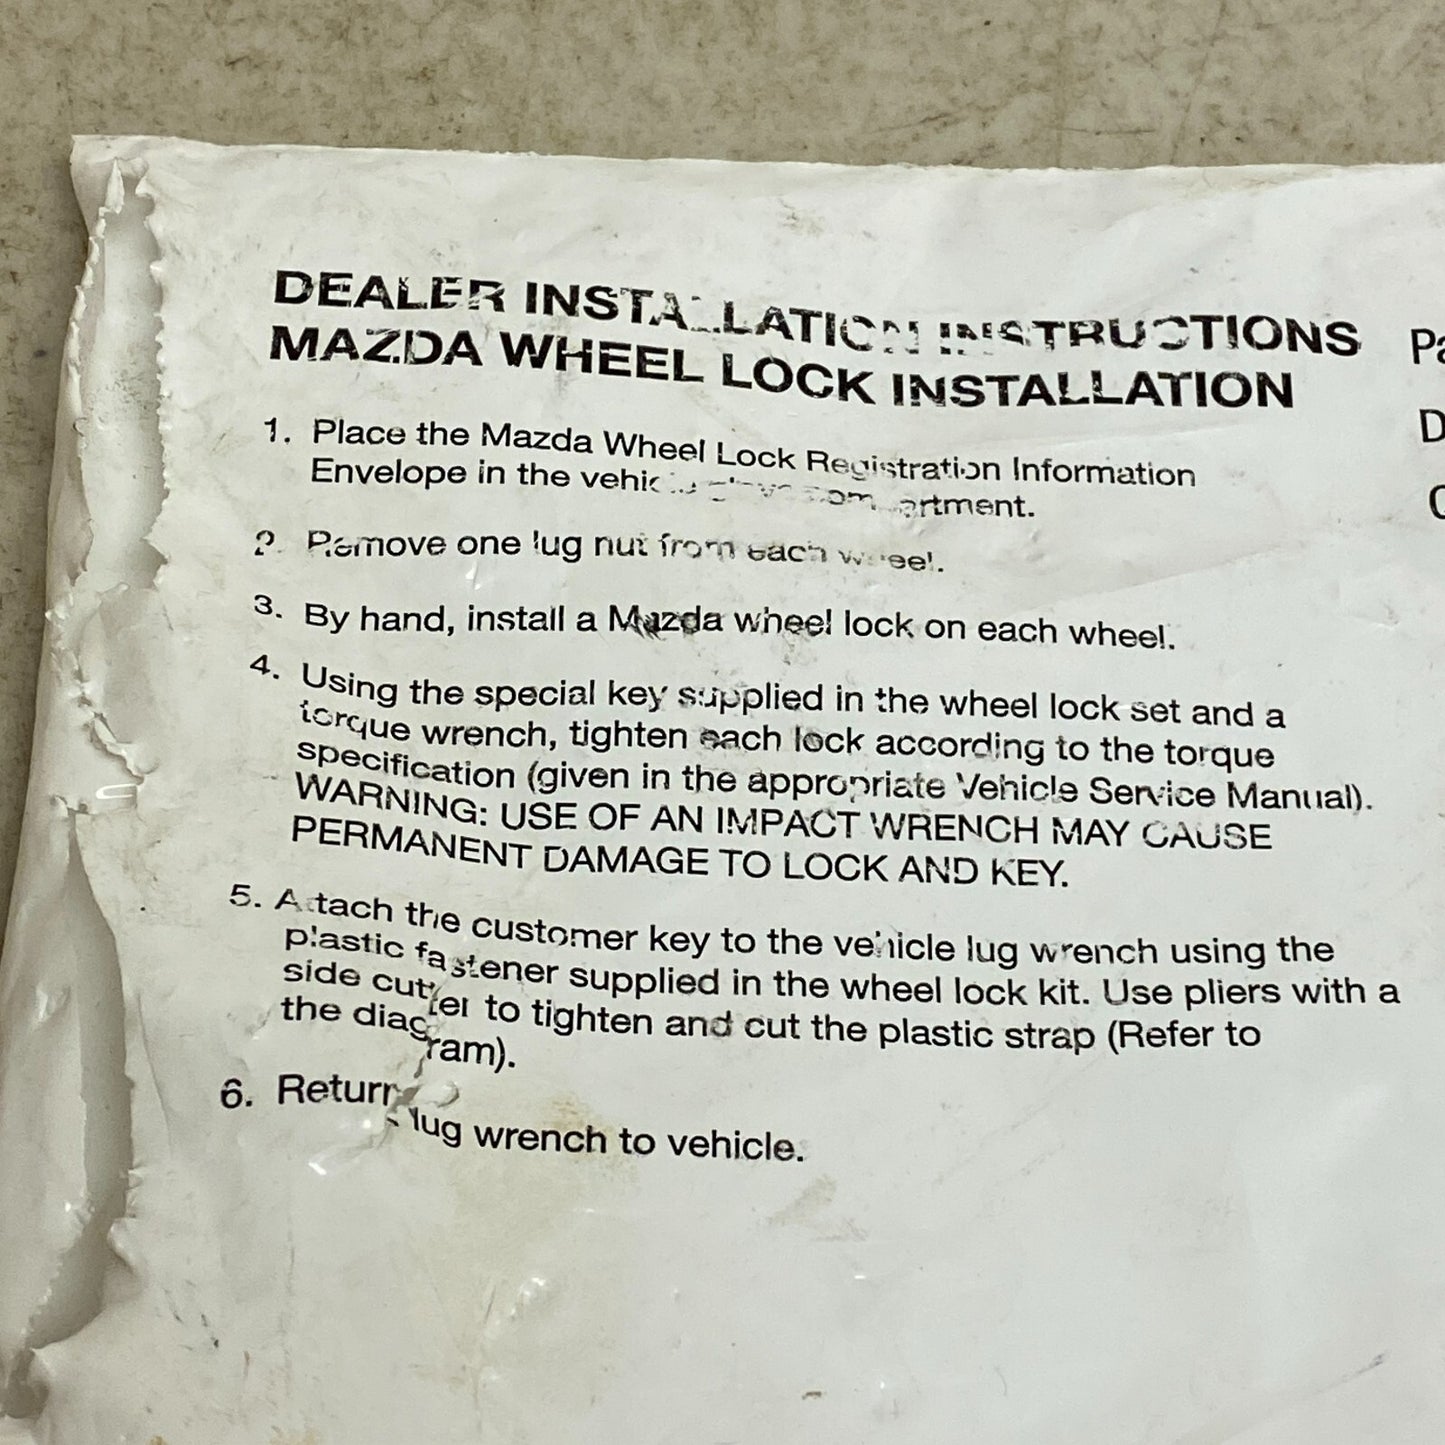 DEALER INSTALLATION INSTRUCTIONS
MAZDA WHEEL LOCK INSTALLATION
1. Place the Mazda Wheel Lock Registration Information
Envelope in the vehicle glove compartment.
2. Remove one lug nut from each wheel.
3. By hand, install a Mazda wheel lock on each wheel.
4. Using the special key supplied in the wheel lock set and a
torque wrench, tighten each lock according to the torque
specification (given in the appropriate Vehicle Service Manual).
WARNING: USE OF AN IMPACT WRENCH MAY CAUSE
PERMANENT DAMAGE TO LOCK AND KEY.
5. Attach the customer key to the vehicle lug wrench using the
plastic fastener supplied in the wheel lock kit. Use pliers with a
side cutter to tighten and cut the plastic strap (Refer to
the diagram).
6. Return lug wrench to vehicle.